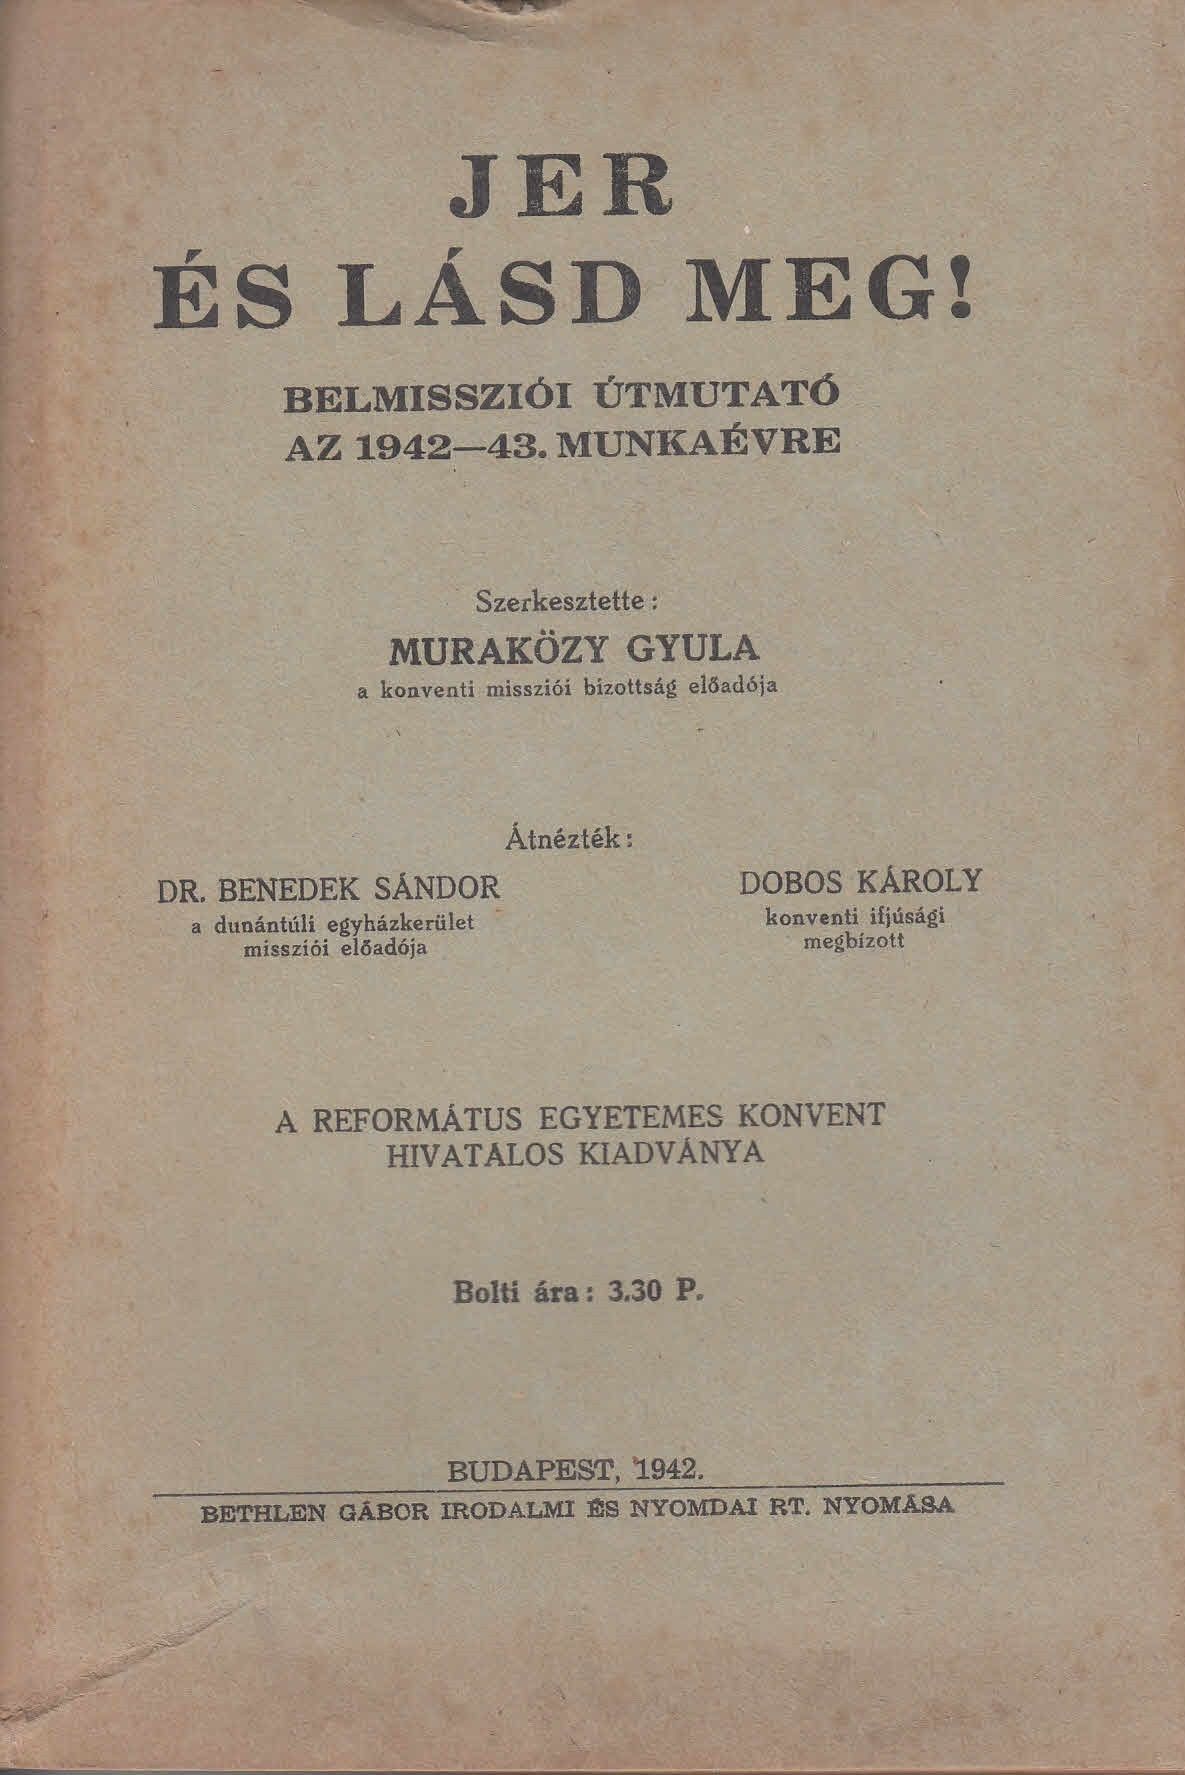 JER
ÉS LÁSD MEG!
BELMISSZIÓI ÚTMUTATÓ
AZ 1942—43. MUNKAÉVRE
Szerkesztette:
MURAKÖZY GYULA
a konventi missziói bizottság előadója
Átnézték:
DR. BENEDEK SÁNDOR
a dunántúli egyházkerület
missziói előadója
DOBOS KÁROLY
konventi ifjúsági
megbízott
A REFORMÁTUS EGYETEMES KONVENT
HIVATALOS KIADVÁNYA
Bolti ára: 3.30 P.
BUDAPEST, 1942.
BETHLEN GÁBOR IRODALMI ÉS NYOMDAI RT. NYOMÁSA